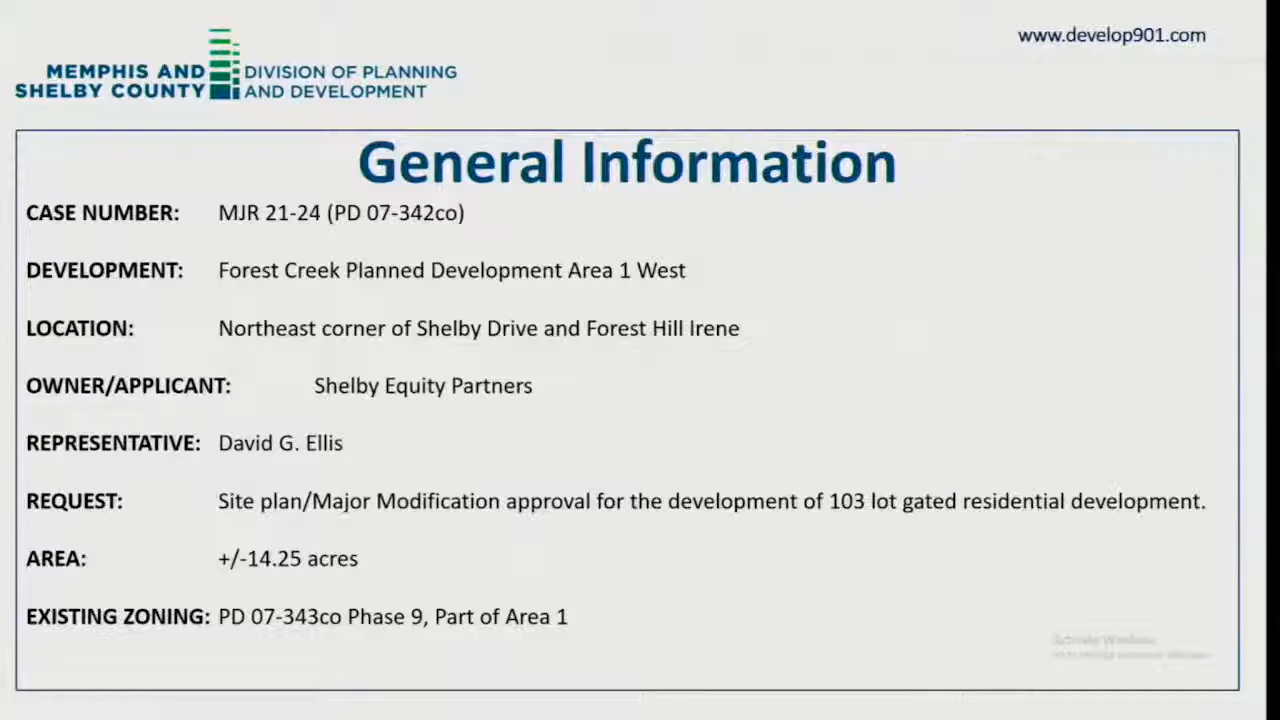 www.develop901.com
MEMPHIS AND DIVISION OF PLANNING
SHELBY COUNTY AND DEVELOPMENT
General Information
CASE NUMBER: MJR 21-24 (PD 07-342co)
DEVELOPMENT: Forest Creek Planned Development Area 1 West
LOCATION: Northeast corner of Shelby Drive and Forest Hill Irene
OWNER/APPLICANT: Shelby Equity Partners
REPRESENTATIVE: David G. Ellis
REQUEST: Site plan/Major Modification approval for the development of 103 lot gated residential development.
AREA: +/-14.25 acres
EXISTING ZONING: PD 07-343co Phase 9, Part of Area 1
Activate Windows